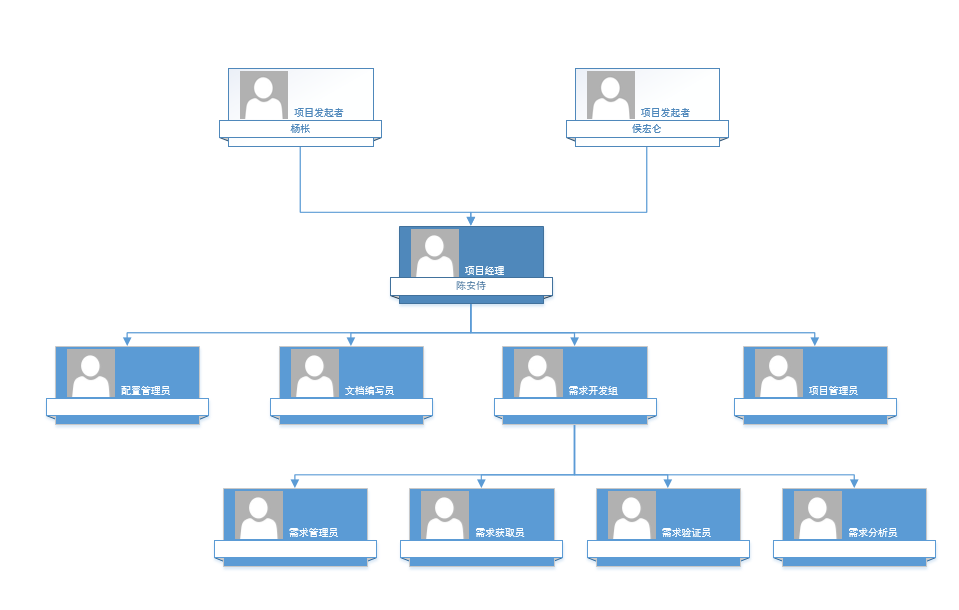 项目发起者
杨枨
项目发起者
侯宏仑
项目经理
陈安侍
配置管理员
文档编写员
需求开发组
项目管理员
需求管理员
需求获取员
需求验证员
需求分析员